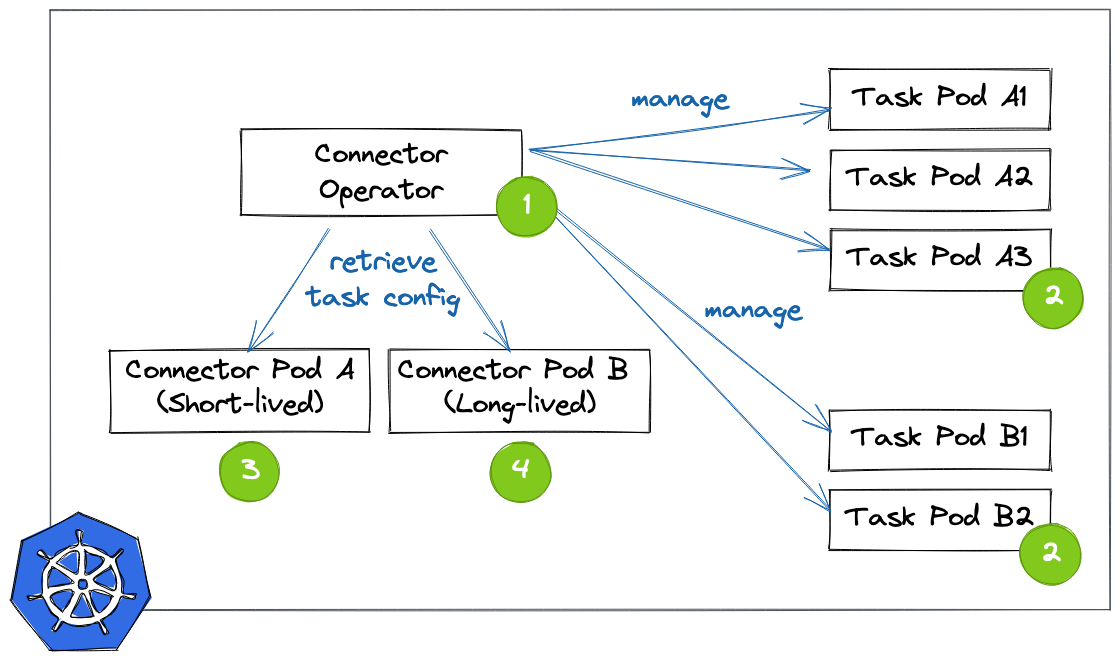 manage
Task Pod A1
Connector
Operator
1
Task Pod A2
retrieve
task config
Task Pod A3
2
manage
Connector Pod A
(Short-lived)
3
Connector Pod B
(Long-lived)
4
Task Pod B1
Task Pod B2
2